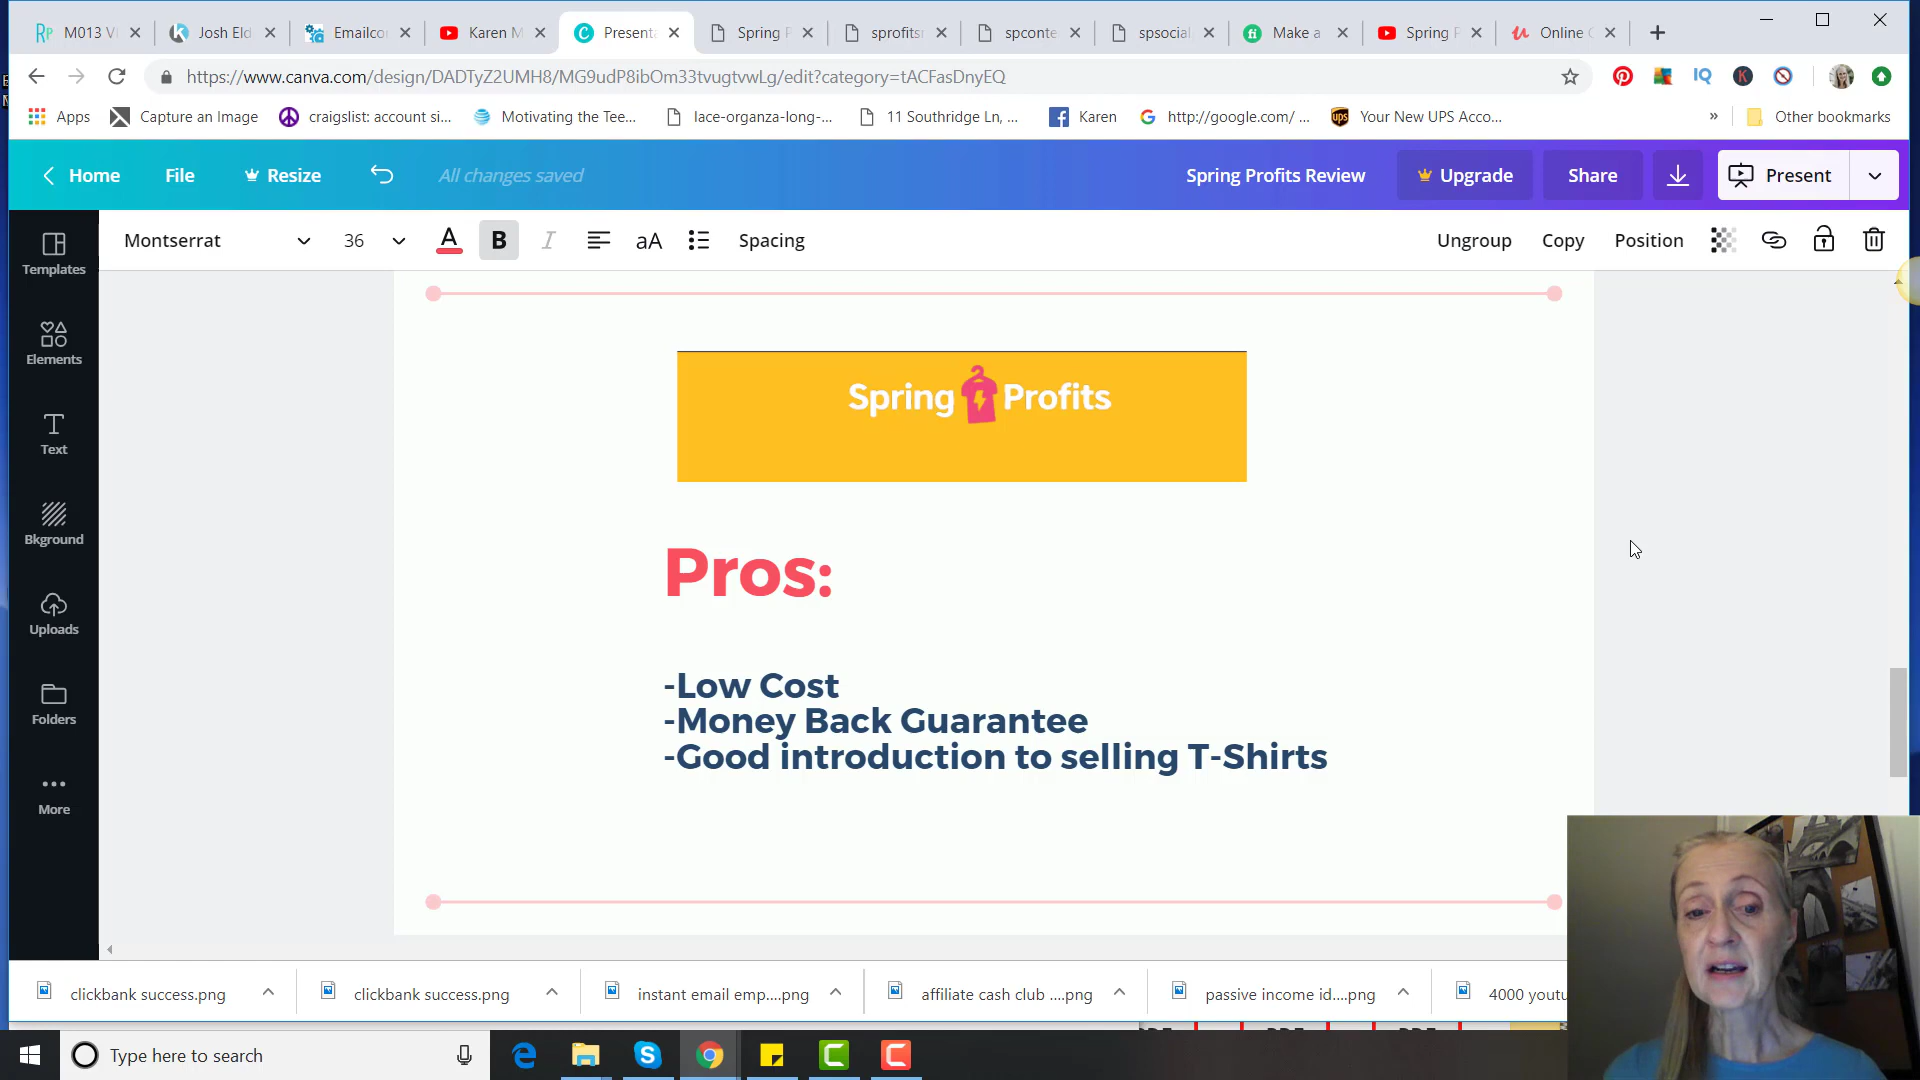 M013 V
Josh Eld
Emailcor
Karen M
Presenta
Spring P
sprofits
spconte
spsocial
Make a
Spring P
Online
https://www.canva.com/design/DADTyZ2UMH8/MG9udP8ibOm33tvugtvwLg/edit?category=tACFasDnyEQ
Apps
Capture an Image
craigslist: account si...
Motivating the Tee...
lace-organza-long-...
11 Southridge Ln, ...
Karen
http://google.com/ ...
Your New UPS Acco...
»
Other bookmarks
Home
File
Resize
All changes saved
Spring Profits Review
Upgrade
Share
Present
Montserrat
36
A
B
I
aA
Spacing
Ungroup
Copy
Position
Templates
Elements
Text
Bkground
Uploads
Folders
More
Spring Profits
Pros:
-Low Cost
-Money Back Guarantee
-Good introduction to selling T-Shirts
clickbank success.png
clickbank success.png
instant email emp....png
affiliate cash club ....png
passive income id....png
4000 youtu
Type here to search